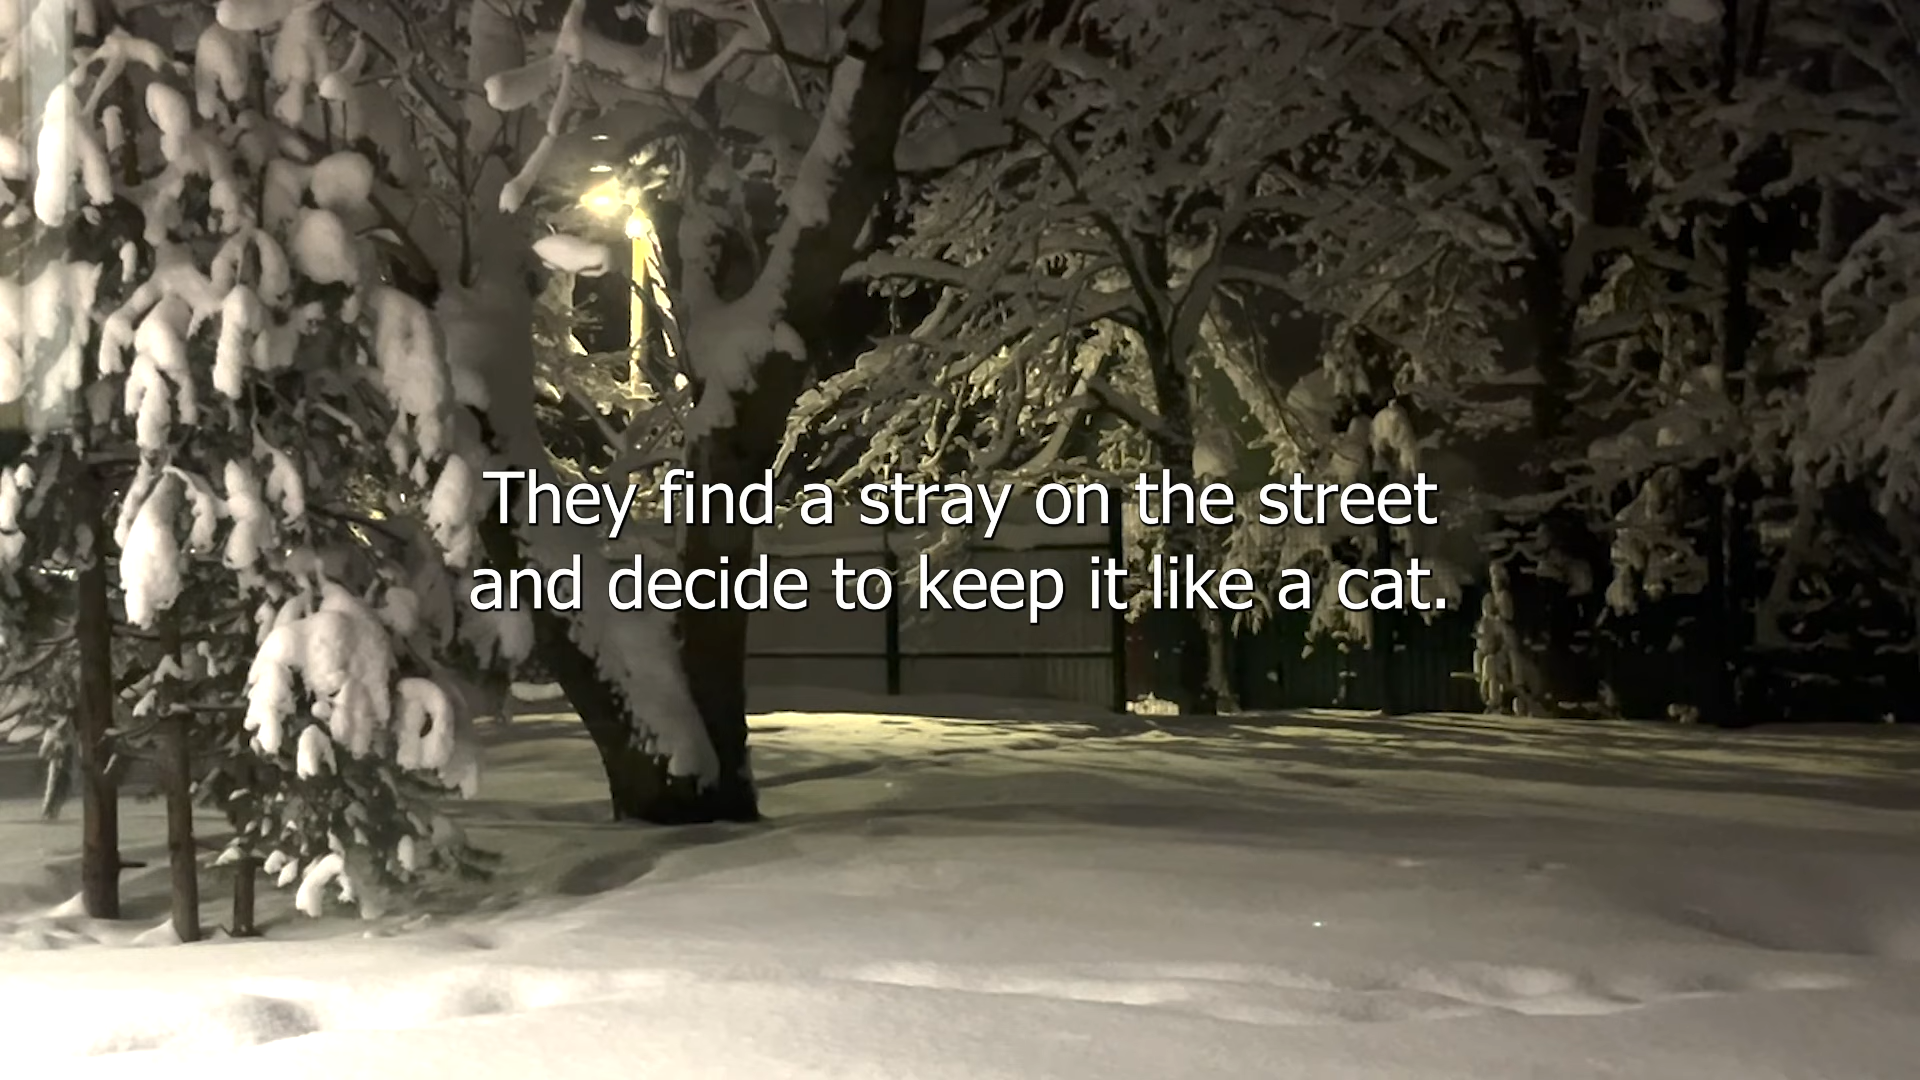 They find a stray on the street
and decide to keep it like a cat.